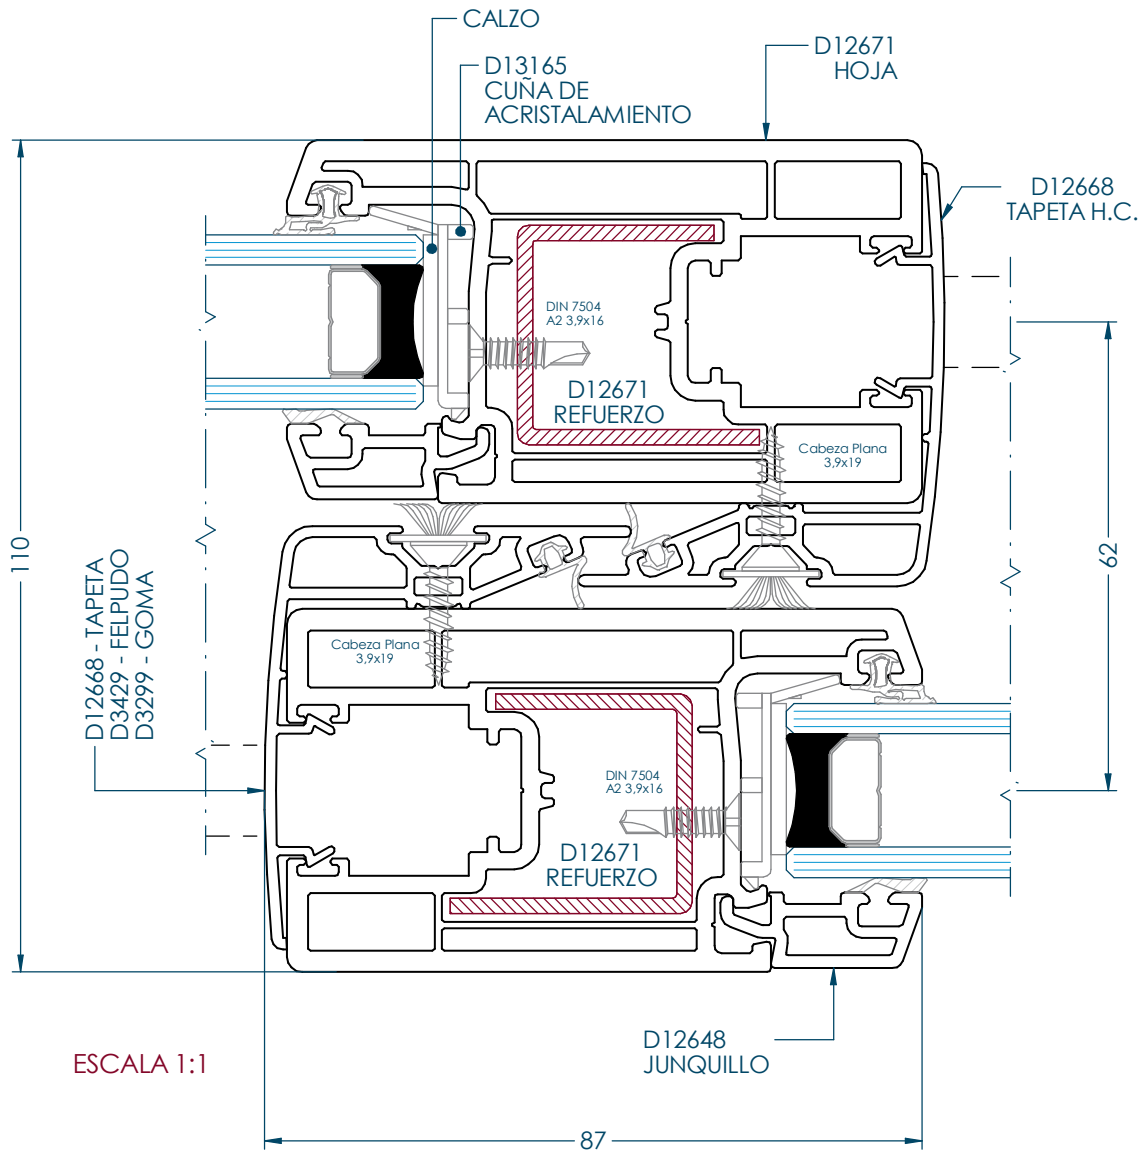 CALZO
D13165
CUÑA DE
ACRISTALAMIENTO
D12671
HOJA
D12668
TAPETA H.C.
DIN 7504
A2 3,9x16
D12671
REFUERZO
Cabeza Plana
3,9x19
110
62
D12668 - TAPETA
D3429 - FELPUDO
D3299 - GOMA
Cabeza Plana
3,9x19
DIN 7504
A2 3,9x16
D12671
REFUERZO
D12648
JUNQUILLO
ESCALA 1:1
87